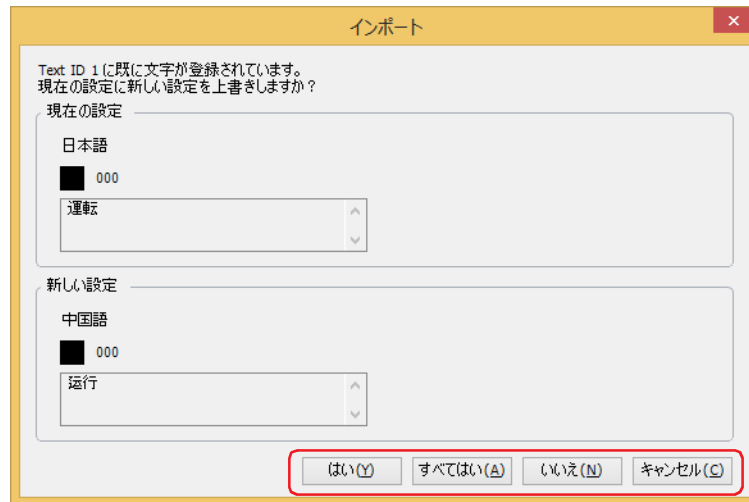 インポート
Text ID 1に既に文字が登録されています。
現在の設定に新しい設定を上書きしますか？
現在の設定
日本語
000
運転
新しい設定
中国語
000
运行
はい(Y) すべてはい(A) いいえ(N) キャンセル(C)